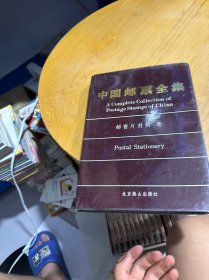 中国邮票全集
A Complete Collection of
Postage Stamps of China
邮资片封简 卷
Postal Stationery
北京燕山出版社